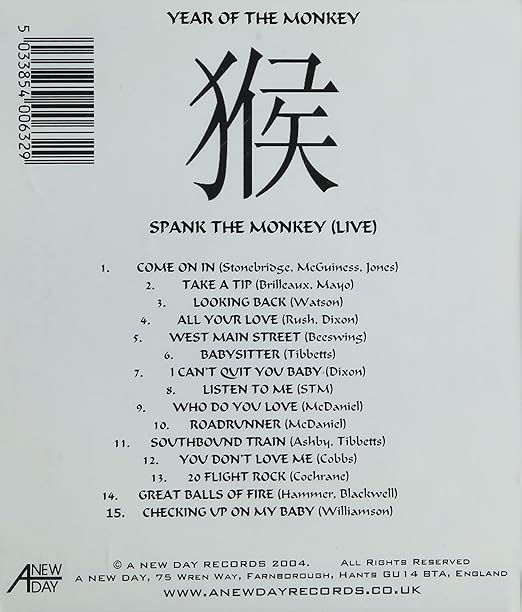 YEAR OF THE MONKEY
5 033854 006329
猴
SPANK THE MONKEY (LIVE)
1. COME ON IN (Stonebridge, McGuiness, Jones)
2. TAKE A TIP (Brilleaux, Mayo)
3. LOOKING BACK (Watson)
4. ALL YOUR LOVE (Rush, Dixon)
5. WEST MAIN STREET (Beeswing)
6. BABYSITTER (Tibbetts)
7. I CAN'T QUIT YOU BABY (Dixon)
8. LISTEN TO ME (STM)
9. WHO DO YOU LOVE (McDaniel)
10. ROADRUNNER (McDaniel)
11. SOUTHBOUND TRAIN (Ashby, Tibbetts)
12. YOU DON'T LOVE ME (Cobbs)
13. 20 FLIGHT ROCK (Cochrane)
14. GREAT BALLS OF FIRE (Hammer, Blackwell)
15. CHECKING UP ON MY BABY (Williamson)
A NEW DAY
© A NEW DAY RECORDS 2004. ALL RIGHTS RESERVED
A NEW DAY, 75 WREN WAY, FARNBOROUGH, HANTS GU14 8TA, ENGLAND
WWW.ANEWDAYRECORDS.CO.UK